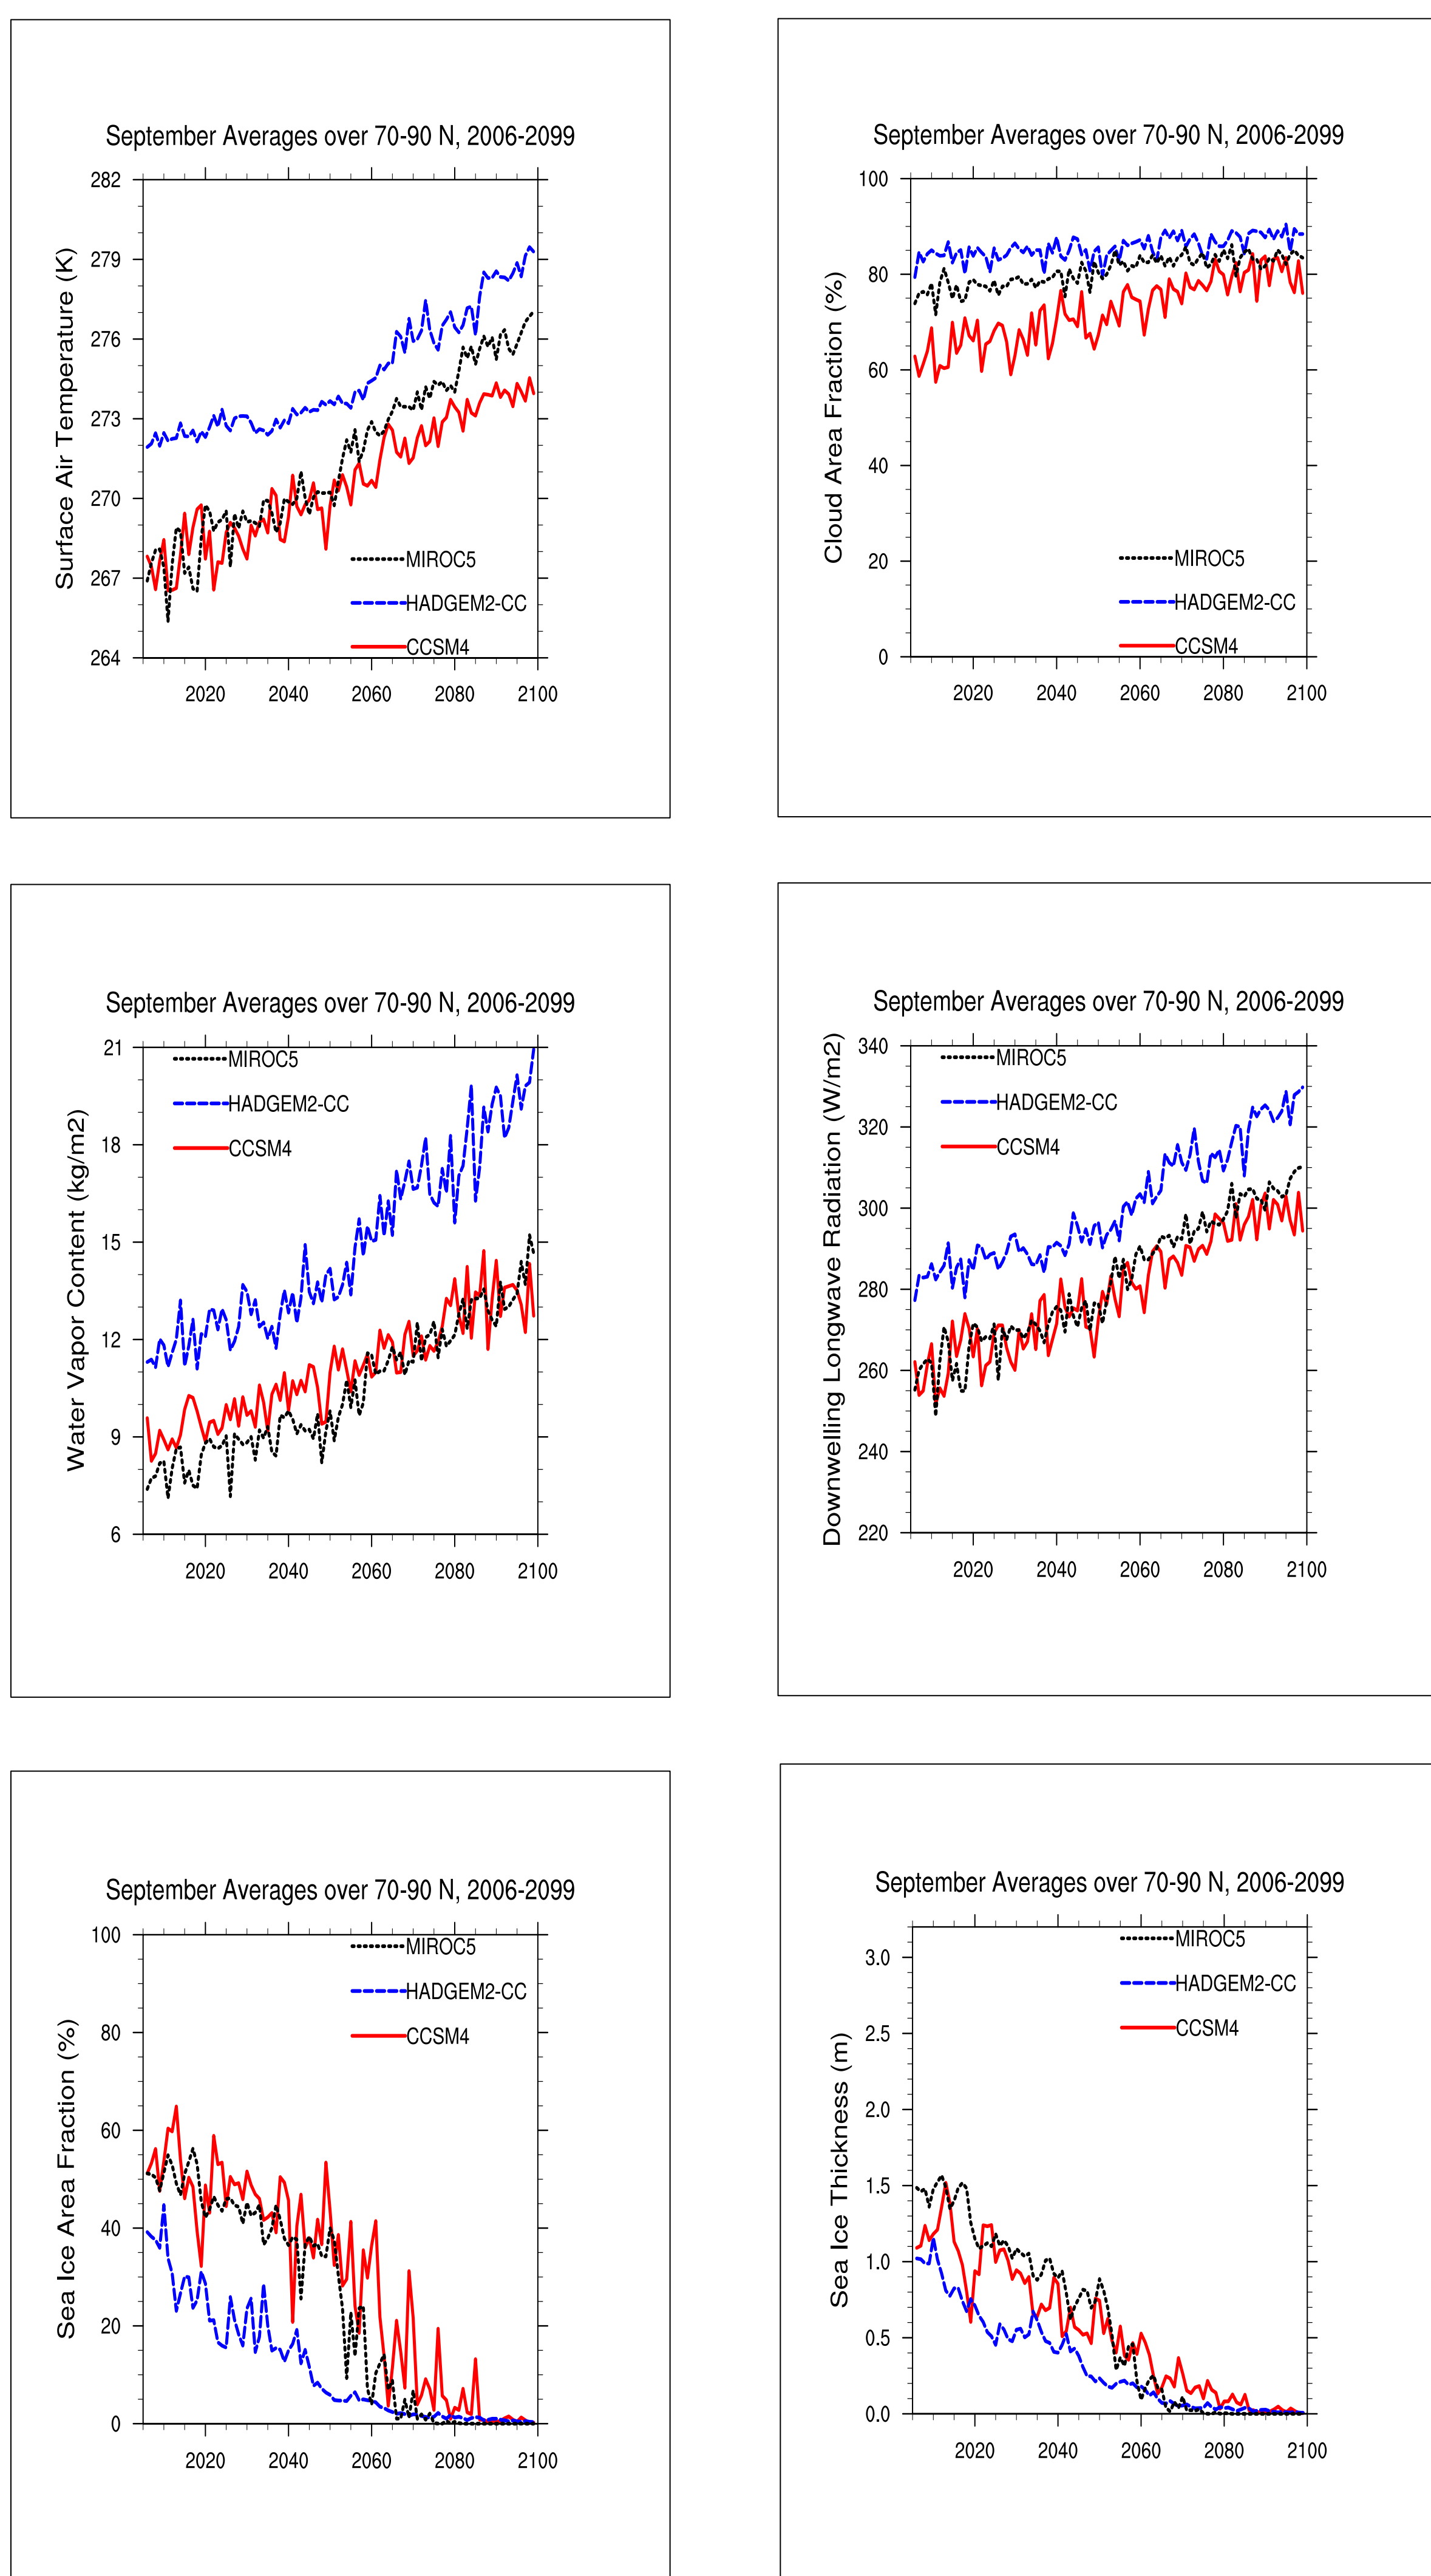 September Averages over 70-90 N, 2006-2099
Surface Air Temperature (K)
282
279
276
273
270
267
264
MIROC5
HADGEM2-CC
CCSM4
2020 2040 2060 2080 2100
September Averages over 70-90 N, 2006-2099
Cloud Area Fraction (%)
100
80
60
40
20
0
MIROC5
HADGEM2-CC
CCSM4
2020 2040 2060 2080 2100
September Averages over 70-90 N, 2006-2099
Water Vapor Content (kg/m2)
21
18
15
12
9
6
MIROC5
HADGEM2-CC
CCSM4
2020 2040 2060 2080 2100
September Averages over 70-90 N, 2006-2099
Downwelling Longwave Radiation (W/m2)
340
320
300
280
260
240
220
MIROC5
HADGEM2-CC
CCSM4
2020 2040 2060 2080 2100
September Averages over 70-90 N, 2006-2099
Sea Ice Area Fraction (%)
100
80
60
40
20
0
MIROC5
HADGEM2-CC
CCSM4
2020 2040 2060 2080 2100
September Averages over 70-90 N, 2006-2099
Sea Ice Thickness (m)
3.0
2.5
2.0
1.5
1.0
0.5
0.0
MIROC5
HADGEM2-CC
CCSM4
2020 2040 2060 2080 2100